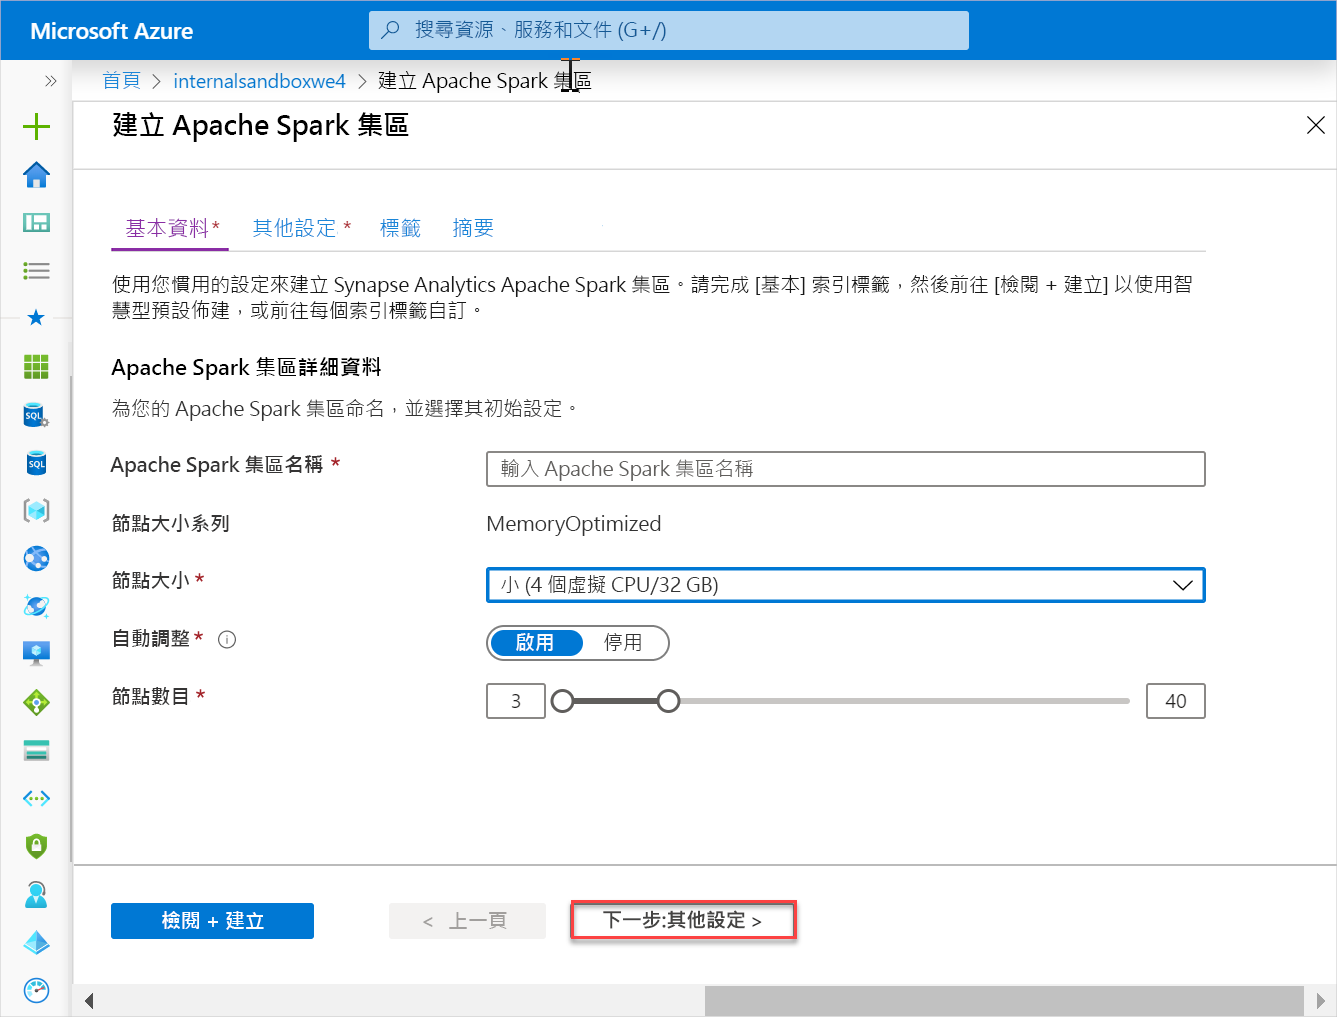 Microsoft Azure
搜尋資源、服務和文件 (G+/)
首頁 > internalsandboxwe4 > 建立 Apache Spark 集區
建立 Apache Spark 集區
基本資料* 其他設定 * 標籤 摘要
使用您慣用的設定來建立 Synapse Analytics Apache Spark 集區。請完成 [基本] 索引標籤，然後前往 [檢閱 + 建立] 以使用智
慧型預設佈建，或前往每個索引標籤自訂。
Apache Spark 集區詳細資料
為您的 Apache Spark 集區命名，並選擇其初始設定。
Apache Spark 集區名稱 *
輸入 Apache Spark 集區名稱
節點大小系列
MemoryOptimized
節點大小 *
小 (4 個虛擬 CPU/32 GB)
自動調整 *
啟用 停用
節點數目 *
3 40
檢閱 + 建立
< 上一頁
下一步:其他設定 >
SQL
SQL